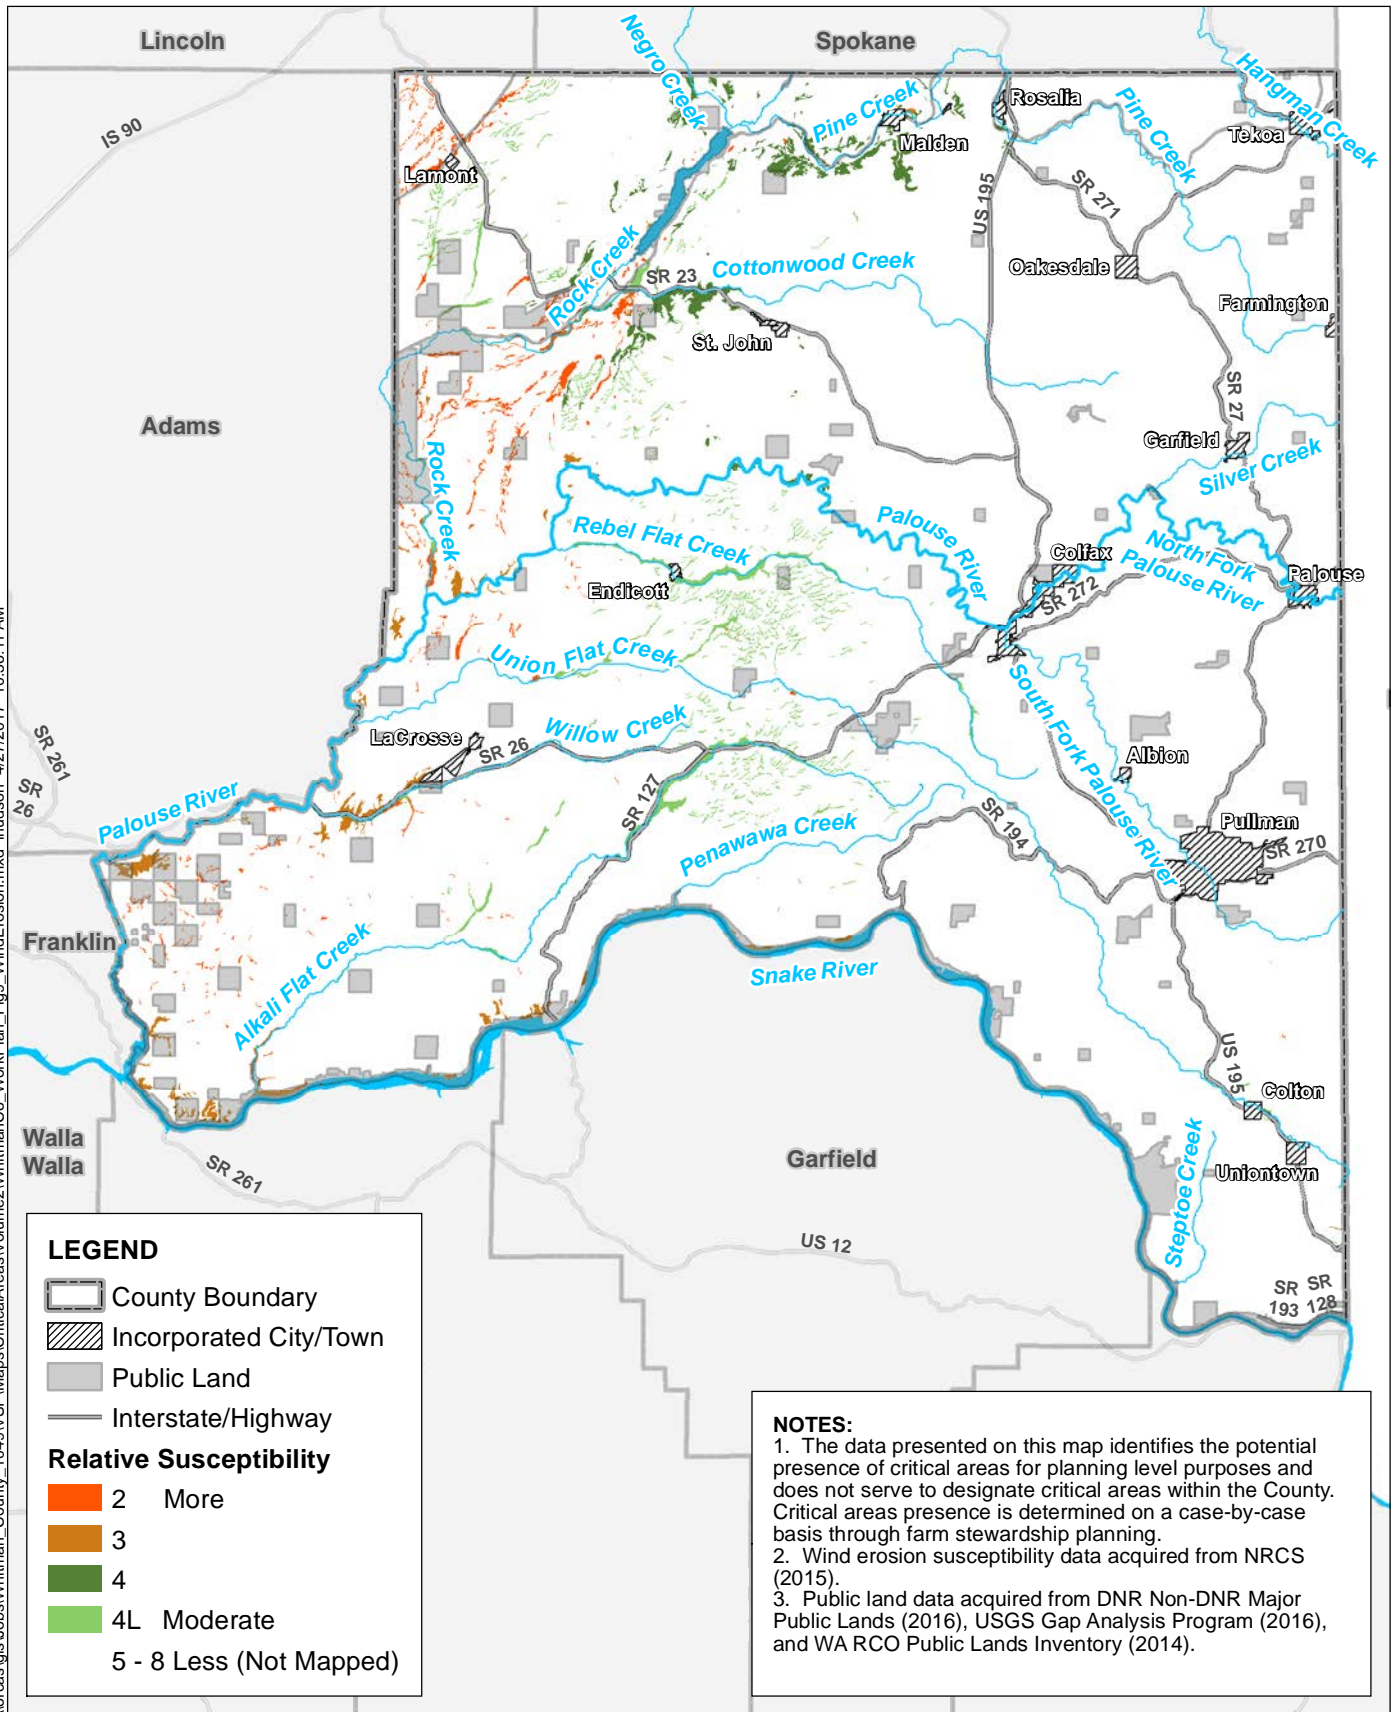 Lincoln
Spokane
IS 90
Negro Creek
Pine Creek
Malden
Rosalia
Pine Creek
Hangman Creek
Tekoa
Lamont
US 195
SR 271
Oakesdale
Rock Creek
SR 23
Cottonwood Creek
St. John
Farmington
Adams
SR 27
Garfield
Silver Creek
Rock Creek
Rebel Flat Creek
Endicott
Palouse River
Colfax
SR 272
North Fork
Palouse River
Palouse
Union Flat Creek
Willow Creek
LaCrosse
SR 26
South Fork Palouse River
Albion
SR 261
SR
26
Palouse River
SR 127
Penawawa Creek
SR 194
Pullman
SR 270
Franklin
Alkali Flat Creek
Snake River
US 195
Colton
Walla
Walla
SR 261
Garfield
Steptoe Creek
Uniontown
US 12
SR
193
SR
128
LEGEND
County Boundary
Incorporated City/Town
Public Land
Interstate/Highway
Relative Susceptibility
2 More
3
4
4L Moderate
5 - 8 Less (Not Mapped)
NOTES:
1. The data presented on this map identifies the potential
presence of critical areas for planning level purposes and
does not serve to designate critical areas within the County.
Critical areas presence is determined on a case-by-case
basis through farm stewardship planning.
2. Wind erosion susceptibility data acquired from NRCS
(2015).
3. Public land data acquired from DNR Non-DNR Major
Public Lands (2016), USGS Gap Analysis Program (2016),
and WA RCO Public Lands Inventory (2014).